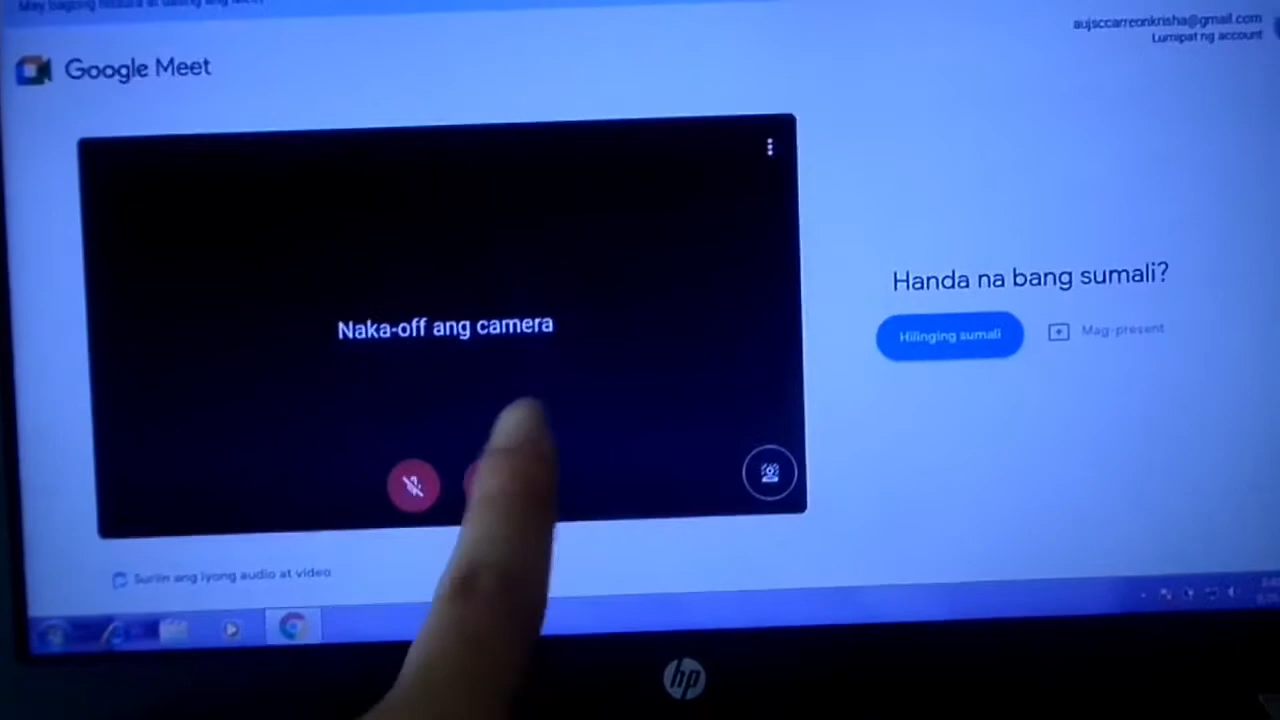 aujsccarreonkrisha@gmail.com
Lumipat ng account
Google Meet
Naka-off ang camera
Handa na bang sumali?
Hilinging sumali
Mag-present
Suriin ang iyong audio at video
hp